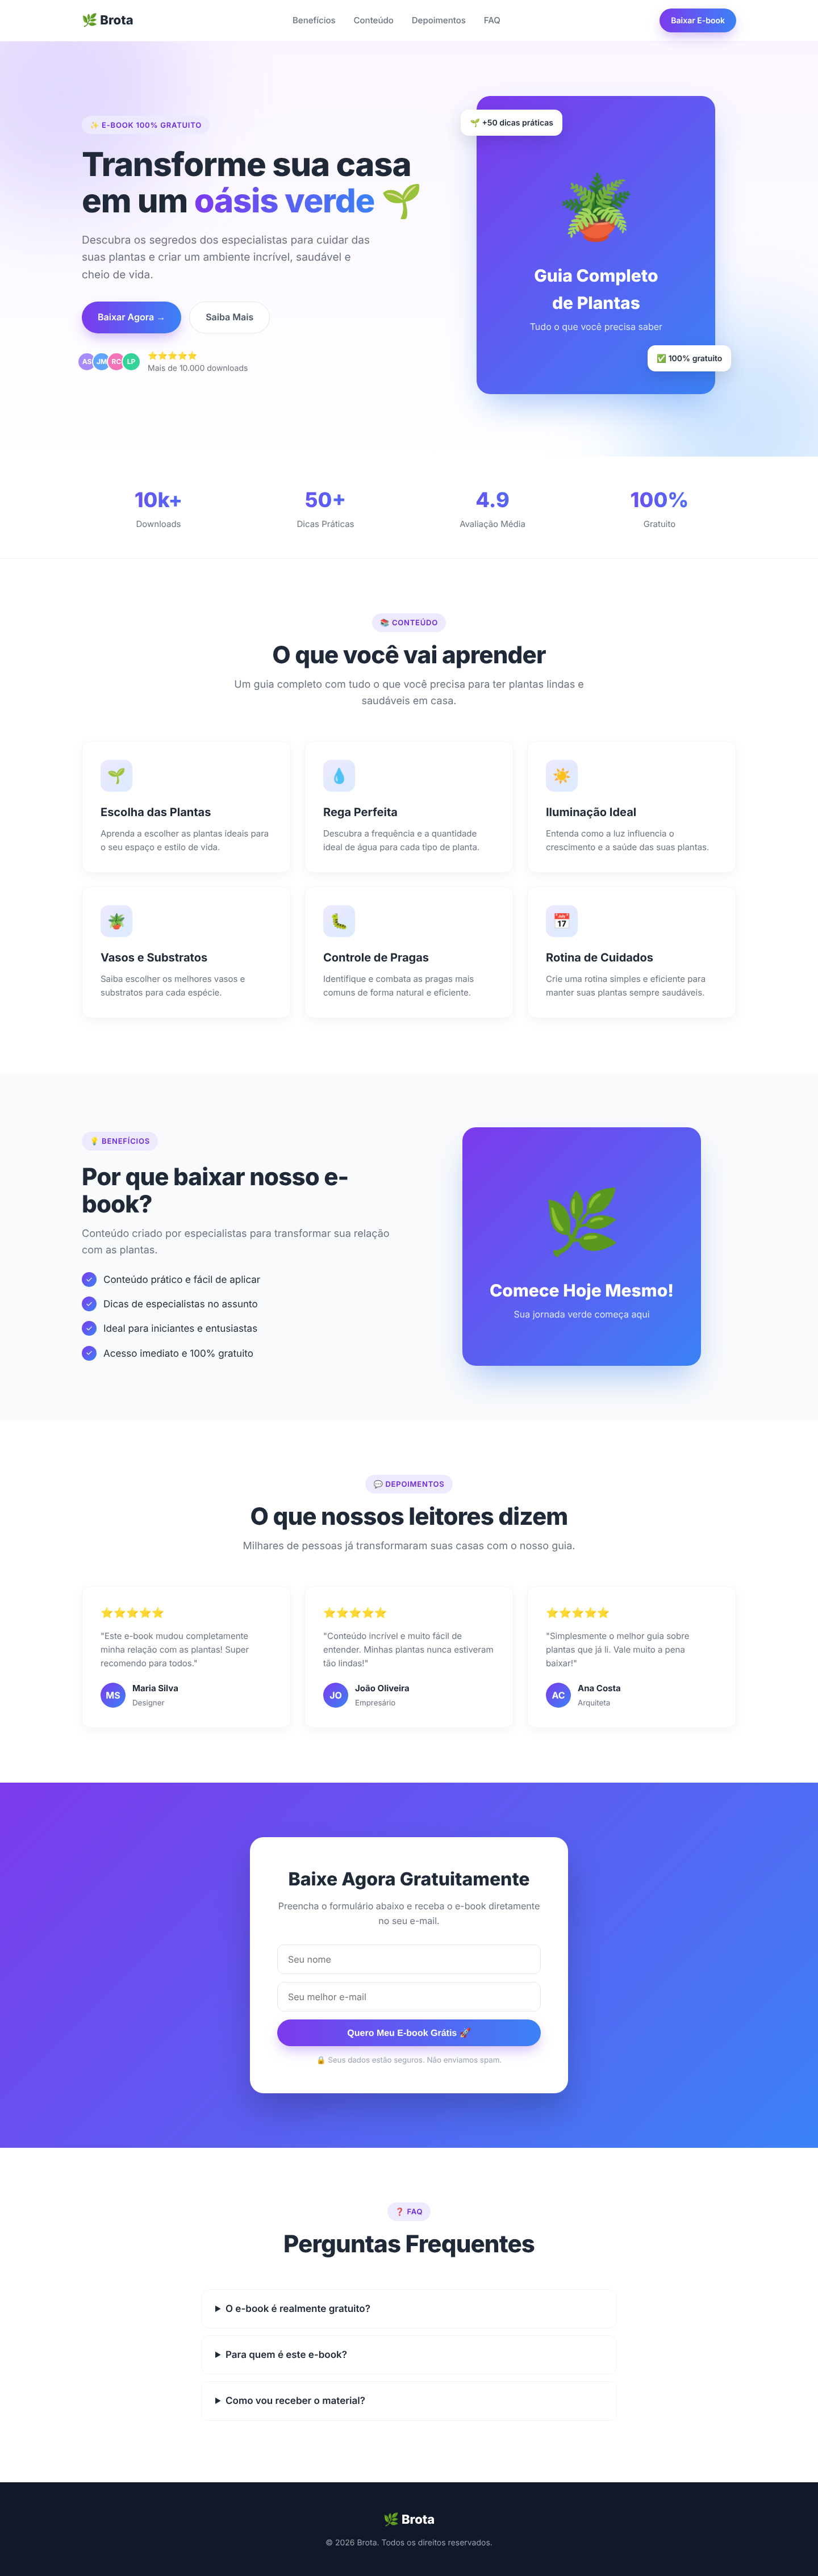 🌿 Brota
Benefícios Conteúdo Depoimentos FAQ
Baixar E-book
✨ E-BOOK 100% GRATUITO
Transforme sua casa
em um oásis verde 🌱
Descubra os segredos dos especialistas para cuidar das
suas plantas e criar um ambiente incrível, saudável e
cheio de vida.
Baixar Agora →
Saiba Mais
AS JM RC LP
⭐⭐⭐⭐⭐
Mais de 10.000 downloads
🌱 +50 dicas práticas
Guia Completo
de Plantas
Tudo o que você precisa saber
✅ 100% gratuito
10k+
Downloads
50+
Dicas Práticas
4.9
Avaliação Média
100%
Gratuito
📚 CONTEÚDO
O que você vai aprender
Um guia completo com tudo o que você precisa para ter plantas lindas e
saudáveis em casa.
Escolha das Plantas
Aprenda a escolher as plantas ideais para
o seu espaço e estilo de vida.
Rega Perfeita
Descubra a frequência e a quantidade
ideal de água para cada tipo de planta.
Iluminação Ideal
Entenda como a luz influencia o
crescimento e a saúde das suas plantas.
Vasos e Substratos
Saiba escolher os melhores vasos e
substratos para cada espécie.
Controle de Pragas
Identifique e combata as pragas mais
comuns de forma natural e eficiente.
Rotina de Cuidados
Crie uma rotina simples e eficiente para
manter suas plantas sempre saudáveis.
💡 BENEFÍCIOS
Por que baixar nosso e-
book?
Conteúdo criado por especialistas para transformar sua relação
com as plantas.
✓ Conteúdo prático e fácil de aplicar
✓ Dicas de especialistas no assunto
✓ Ideal para iniciantes e entusiastas
✓ Acesso imediato e 100% gratuito
Comece Hoje Mesmo!
Sua jornada verde começa aqui
💬 DEPOIMENTOS
O que nossos leitores dizem
Milhares de pessoas já transformaram suas casas com o nosso guia.
⭐⭐⭐⭐⭐
"Este e-book mudou completamente
minha relação com as plantas! Super
recomendo para todos."
MS
Maria Silva
Designer
⭐⭐⭐⭐⭐
"Conteúdo incrível e muito fácil de
entender. Minhas plantas nunca estiveram
tão lindas!"
JO
João Oliveira
Empresário
⭐⭐⭐⭐⭐
"Simplesmente o melhor guia sobre
plantas que já li. Vale muito a pena
baixar!"
AC
Ana Costa
Arquiteta
Baixe Agora Gratuitamente
Preencha o formulário abaixo e receba o e-book diretamente
no seu e-mail.
Seu nome
Seu melhor e-mail
Quero Meu E-book Grátis 🚀
🔒 Seus dados estão seguros. Não enviamos spam.
❓ FAQ
Perguntas Frequentes
▶ O e-book é realmente gratuito?
▶ Para quem é este e-book?
▶ Como vou receber o material?
🌿 Brota
© 2026 Brota. Todos os direitos reservados.